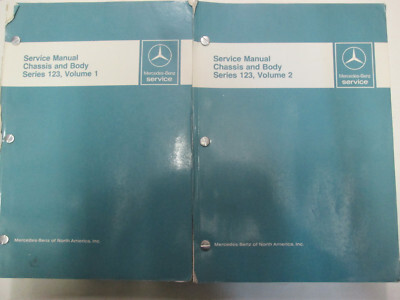 Service Manual
Chassis and Body
Series 123, Volume 1
Mercedes-Benz
service
Mercedes-Benz of North America, Inc.
Service Manual
Chassis and Body
Series 123, Volume 2
Mercedes-Benz
service
Mercedes-Benz of North America, Inc.